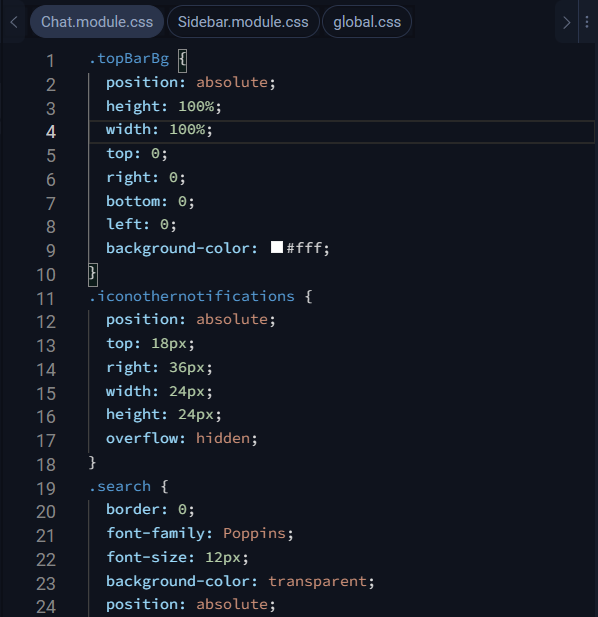 Chat.module.css Sidebar.module.css global.css
1 .topBarBg {
2 position: absolute;
3 height: 100%;
4 width: 100%;
5 top: 0;
6 right: 0;
7 bottom: 0;
8 left: 0;
9 background-color: #fff;
10 }
11 .iconothernotifications {
12 position: absolute;
13 top: 18px;
14 right: 36px;
15 width: 24px;
16 height: 24px;
17 overflow: hidden;
18 }
19 .search {
20 border: 0;
21 font-family: Poppins;
22 font-size: 12px;
23 background-color: transparent;
24 position: absolute;